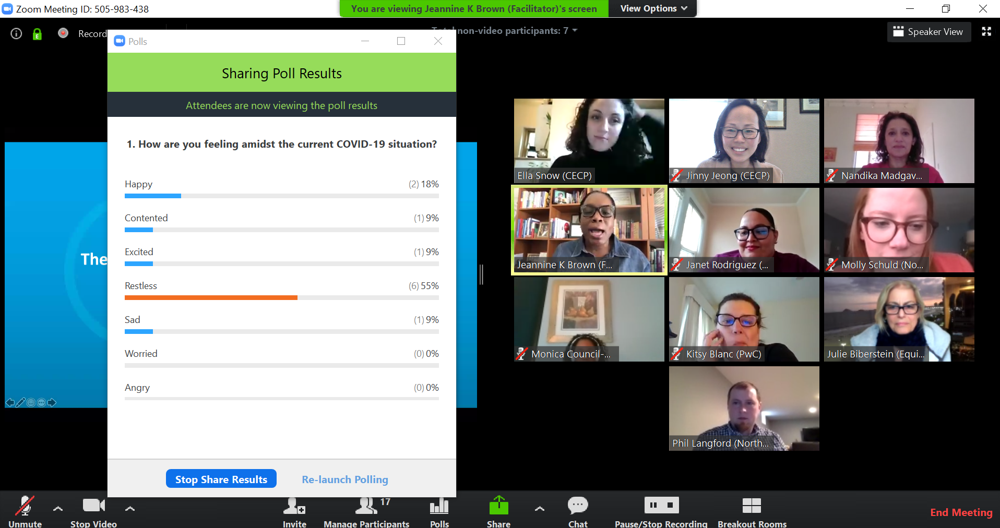 Zoom Meeting ID: 505-983-438
You are viewing Jeannine K Brown (Facilitator)'s screen
View Options
Record
non-video participants: 7
Speaker View
Polls
Sharing Poll Results
Attendees are now viewing the poll results
1. How are you feeling amidst the current COVID-19 situation?
Happy (2) 18%
Contented (1) 9%
Excited (1) 9%
Restless (6) 55%
Sad (1) 9%
Worried (0) 0%
Angry (0) 0%
Stop Share Results
Re-launch Polling
The
Ella Snow (CECP)
Jinny Jeong (CECP)
Nandika Madgav...
Jeannine K Brown (F...
Janet Rodriguez (...
Molly Schuld (No...
Monica Council-...
Kitsy Blanc (PwC)
Julie Biberstein (Equi...
Phil Langford (North...
Unmute
Stop Video
Invite
17
Manage Participants
Polls
Share
Chat
Pause/Stop Recording
Breakout Rooms
End Meeting